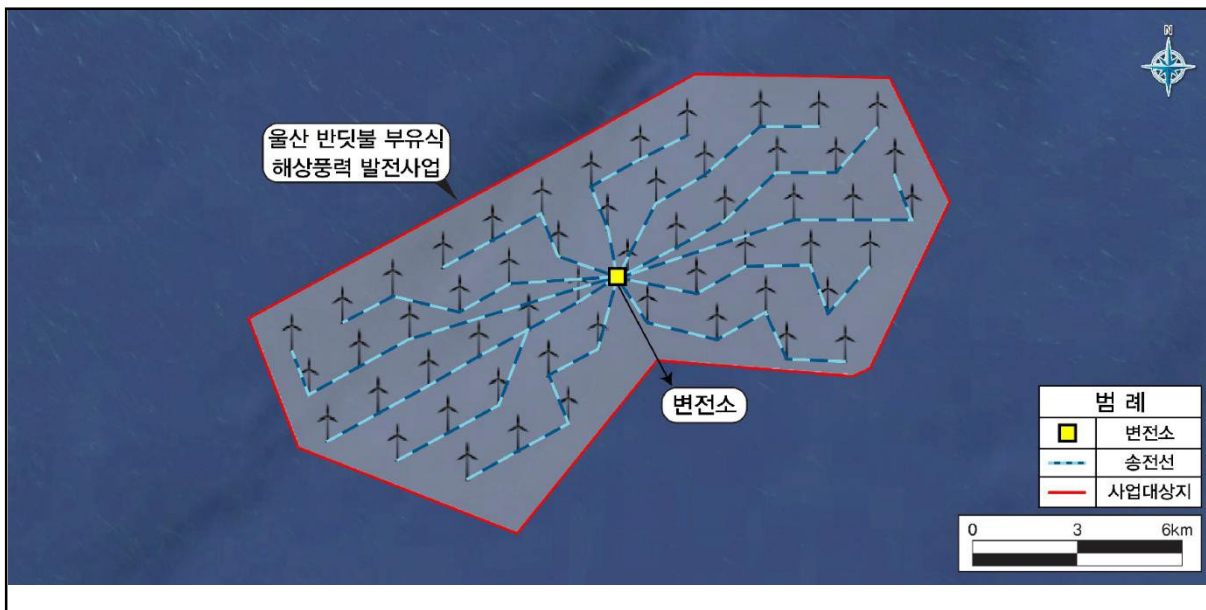 N
울산 반딧불 부유식
해상풍력 발전사업
변전소
범 례
변전소
송전선
사업대상지
0 3 6km